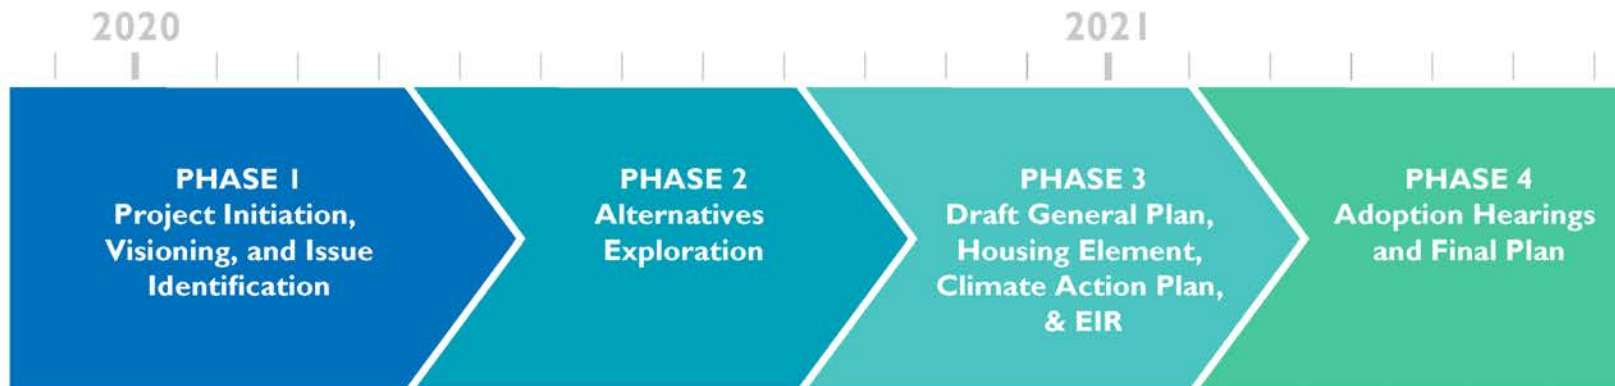 2020
2021
PHASE 1
Project Initiation,
Visioning, and Issue
Identification
PHASE 2
Alternatives
Exploration
PHASE 3
Draft General Plan,
Housing Element,
Climate Action Plan,
& EIR
PHASE 4
Adoption Hearings
and Final Plan